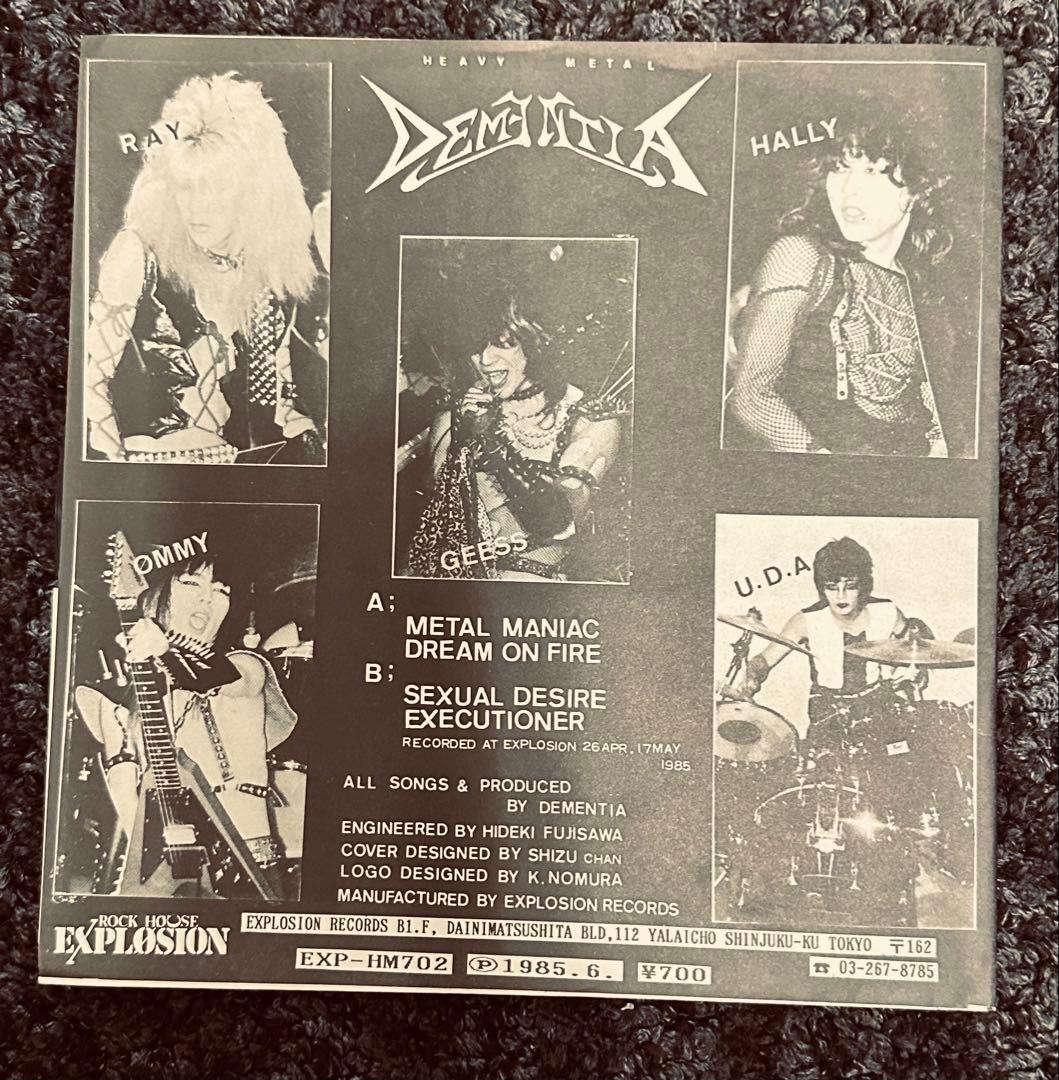 HEAVY METAL
DEMENTIA
RAY
HALLY
GEESS
ØMMY
U.D.A
A;
METAL MANIAC
DREAM ON FIRE
B;
SEXUAL DESIRE
EXECUTIONER
RECORDED AT EXPLOSION 26APR.17MAY
1985
ALL SONGS & PRODUCED
BY DEMENTIA
ENGINEERED BY HIDEKI FUJISAWA
COVER DESIGNED BY SHIZU CHAN
LOGO DESIGNED BY K.NOMURA
MANUFACTURED BY EXPLOSION RECORDS
ROCK HOUSE
EXPLØSION
EXPLOSION RECORDS B1.F, DAINIMATSUSHITA BLD,112 YALAICHO SHINJUKU-KU TOKYO 〒162
EXP-HM702 Ⓟ1985.6. ¥700 ☎ 03-267-8785